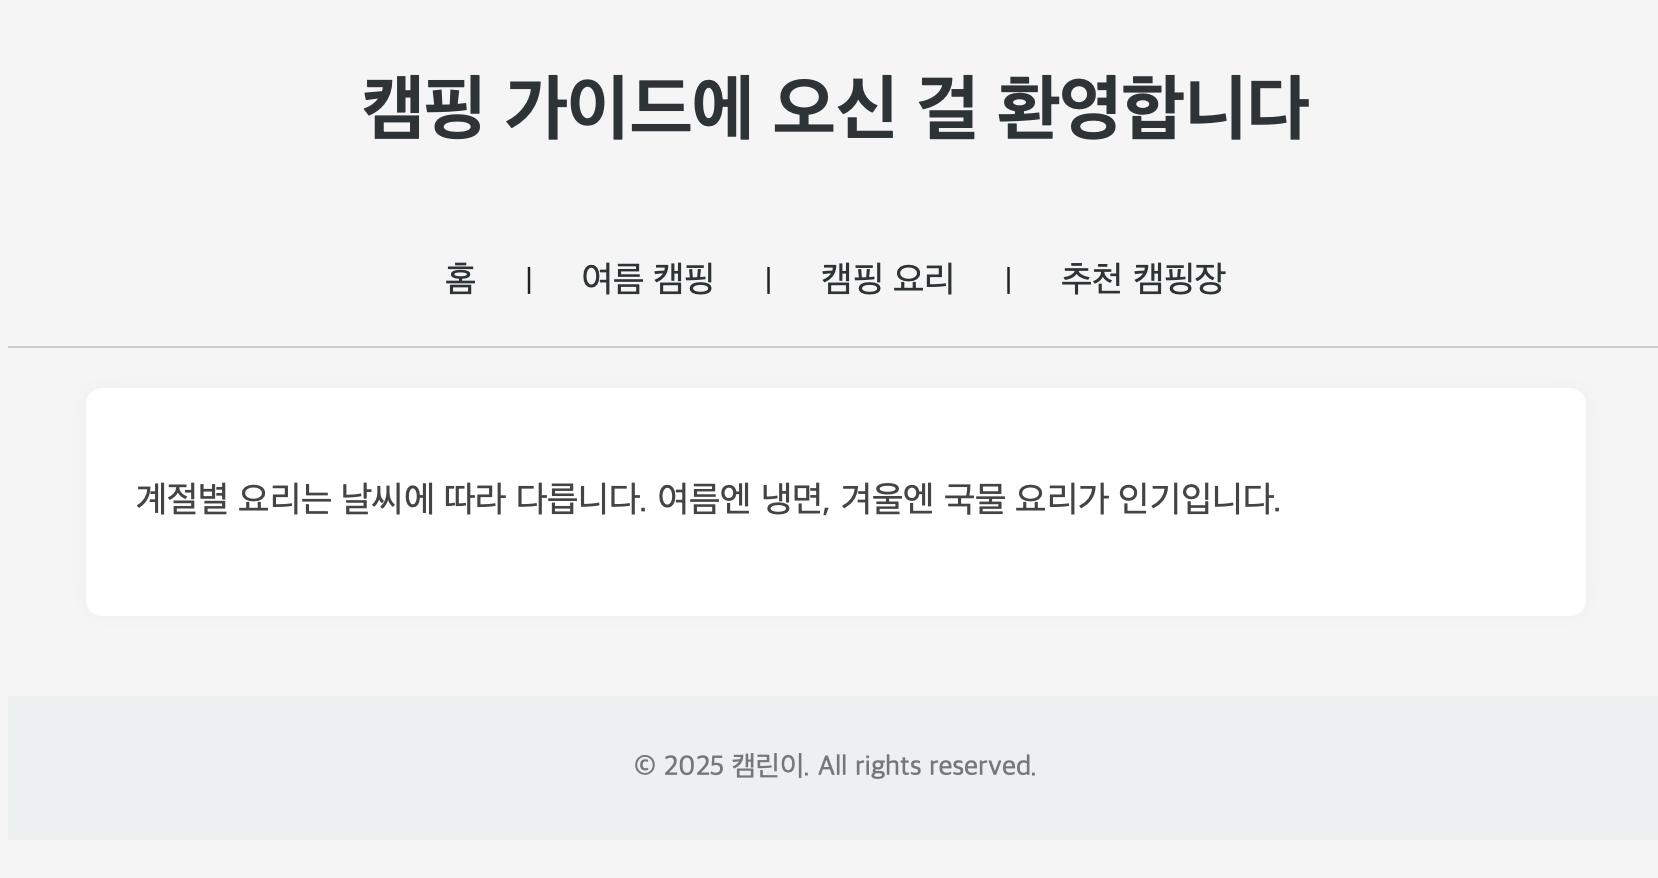 캠핑 가이드에 오신 걸 환영합니다
홈 | 여름 캠핑 | 캠핑 요리 | 추천 캠핑장
계절별 요리는 날씨에 따라 다릅니다. 여름엔 냉면, 겨울엔 국물 요리가 인기입니다.
© 2025 캠린이. All rights reserved.